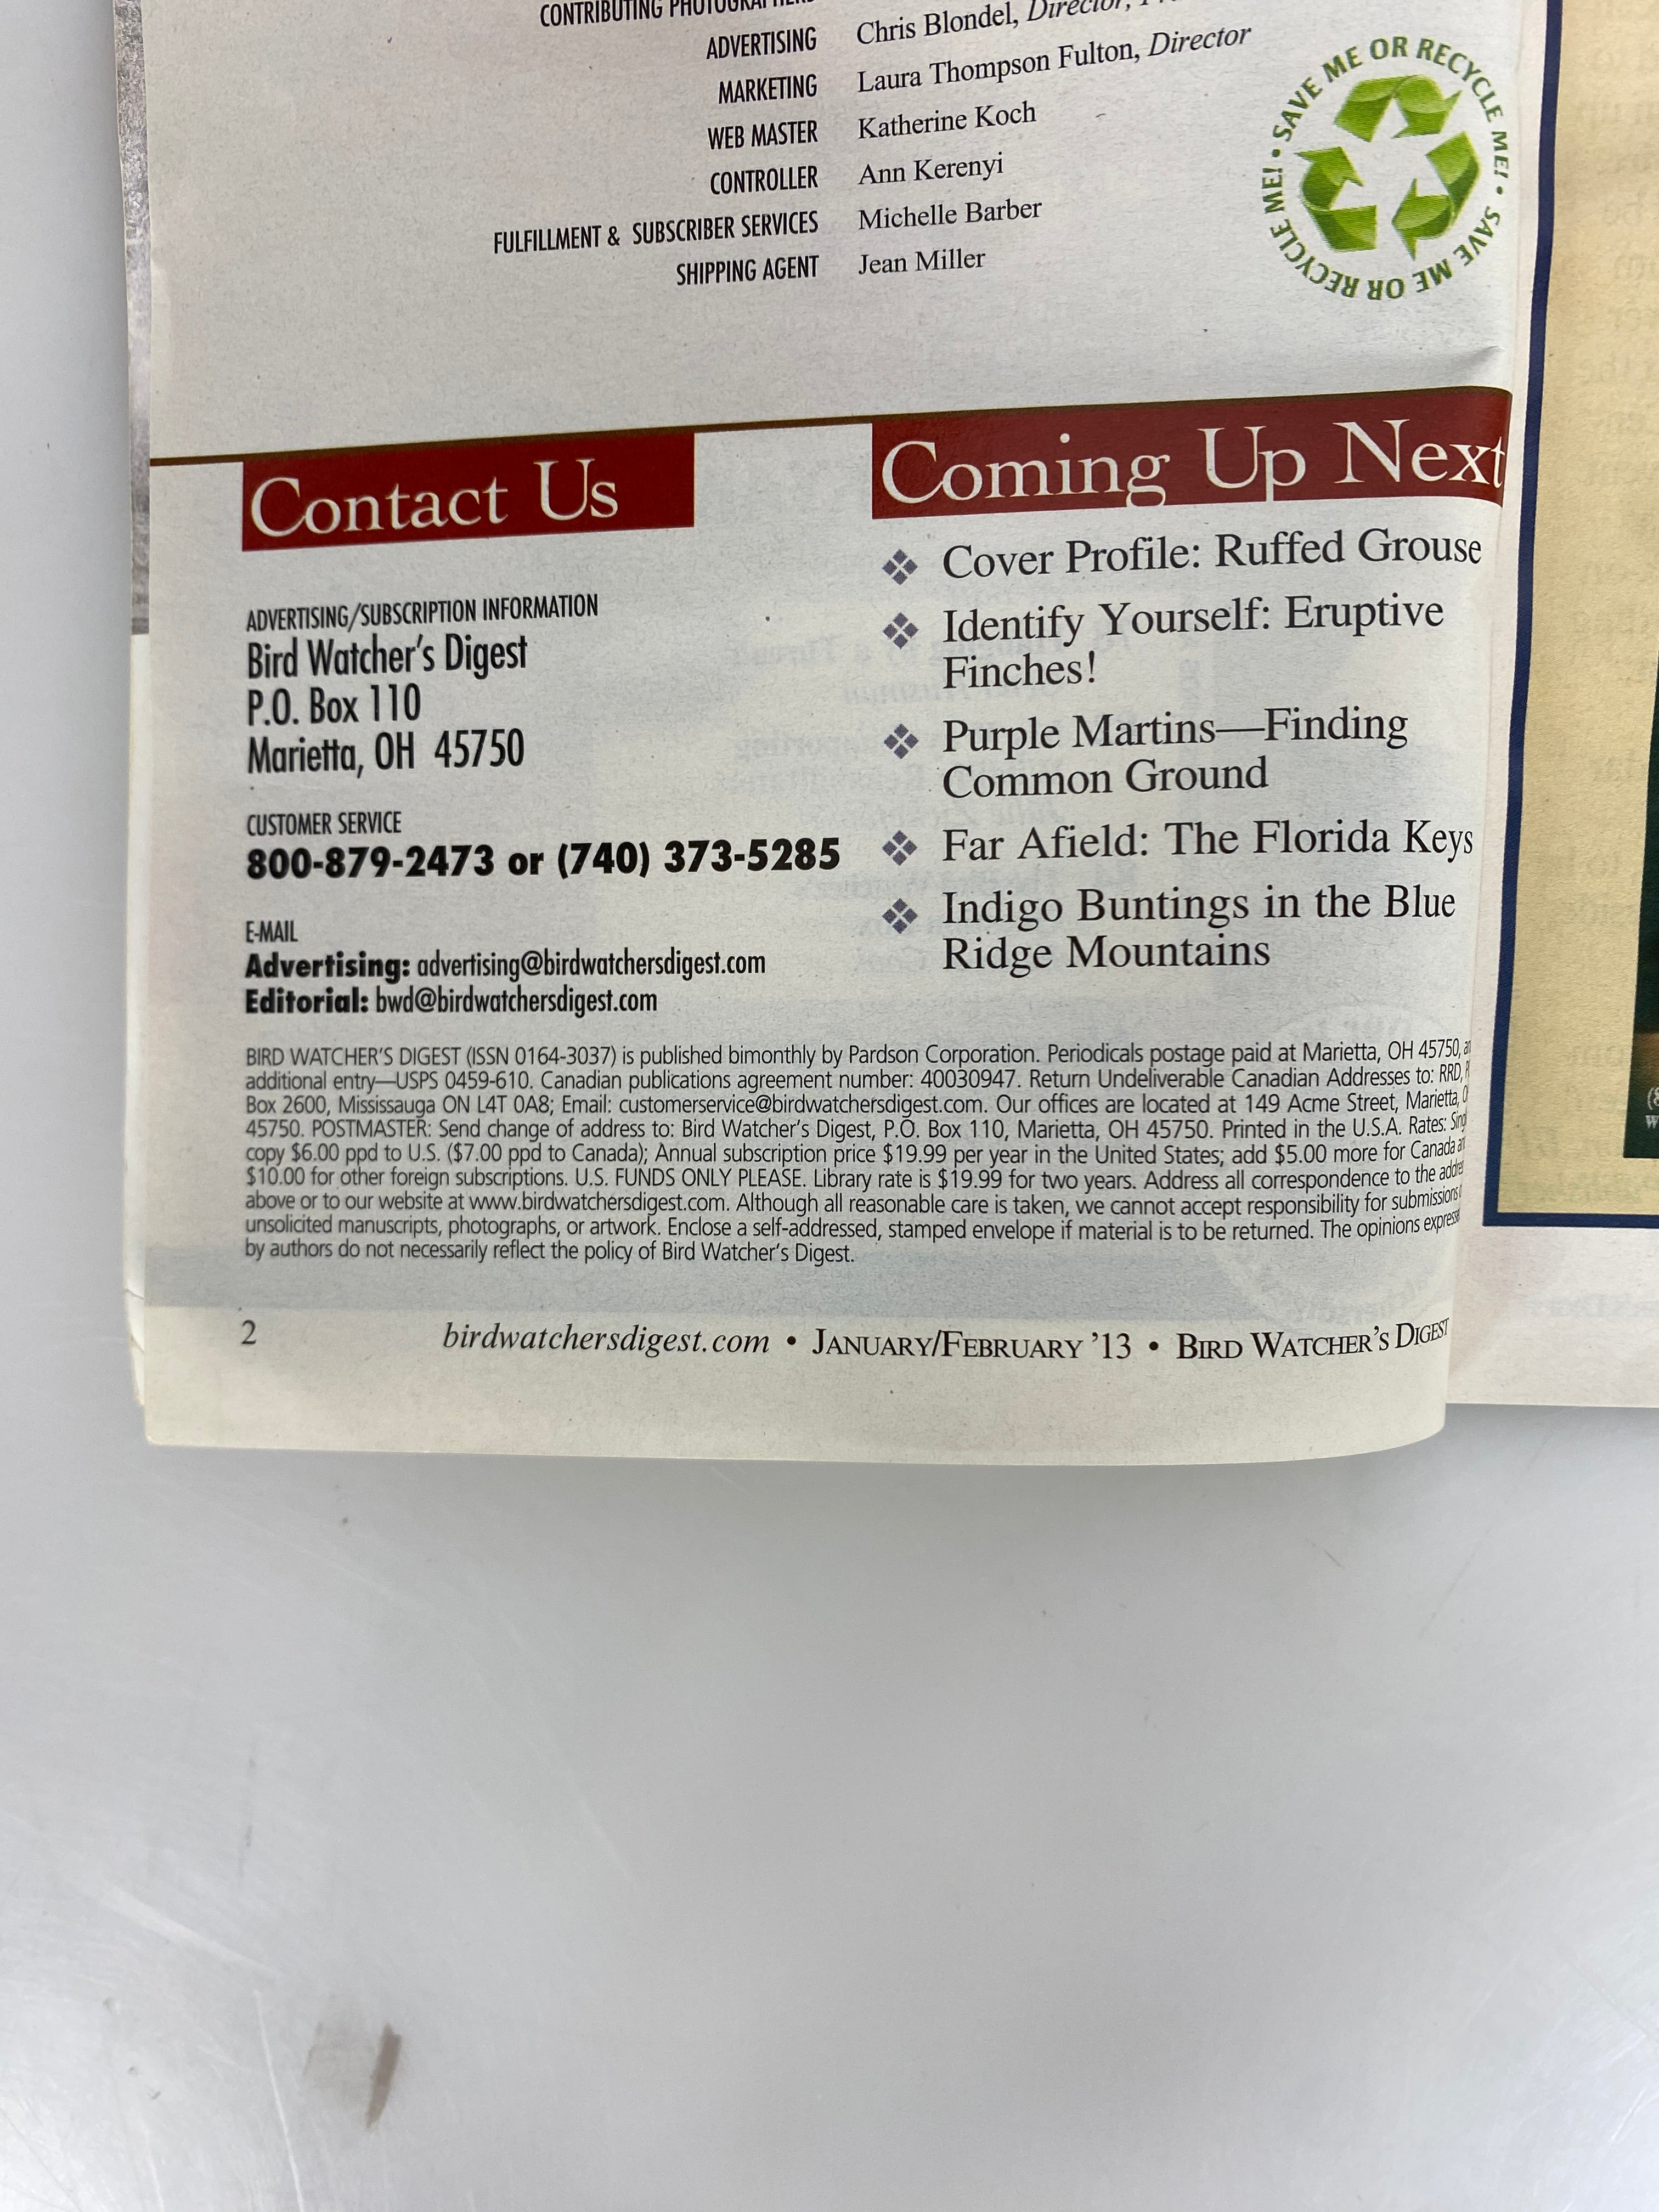 CONTRIBUTING PHOTOGRAPHERS
ADVERTISING Chris Blondel, Director,
MARKETING Laura Thompson Fulton, Director
WEB MASTER Katherine Koch
CONTROLLER Ann Kerenyi
FULFILLMENT & SUBSCRIBER SERVICES Michelle Barber
SHIPPING AGENT Jean Miller
SAVE ME OR RECYCLE ME! • SAVE ME OR RECYCLE ME! •
Contact Us
ADVERTISING/SUBSCRIPTION INFORMATION
Bird Watcher's Digest
P.O. Box 110
Marietta, OH 45750
CUSTOMER SERVICE
800-879-2473 or (740) 373-5285
E-MAIL
Advertising: advertising@birdwatchersdigest.com
Editorial: bwd@birdwatchersdigest.com
Coming Up Next
❖ Cover Profile: Ruffed Grouse
❖ Identify Yourself: Eruptive
Finches!
❖ Purple Martins—Finding
Common Ground
❖ Far Afield: The Florida Keys
❖ Indigo Buntings in the Blue
Ridge Mountains
BIRD WATCHER'S DIGEST (ISSN 0164-3037) is published bimonthly by Pardson Corporation. Periodicals postage paid at Marietta, OH 45750,
additional entry—USPS 0459-610. Canadian publications agreement number: 40030947. Return Undeliverable Canadian Addresses to: RRD,
Box 2600, Mississauga ON L4T 0A8; Email: customerservice@birdwatchersdigest.com. Our offices are located at 149 Acme Street, Marietta,
45750. POSTMASTER: Send change of address to: Bird Watcher's Digest, P.O. Box 110, Marietta, OH 45750. Printed in the U.S.A. Rates:
copy $6.00 ppd to U.S. ($7.00 ppd to Canada); Annual subscription price $19.99 per year in the United States; add $5.00 more for Canada
$10.00 for other foreign subscriptions. U.S. FUNDS ONLY PLEASE. Library rate is $19.99 for two years. Address all correspondence to the
above or to our website at www.birdwatchersdigest.com. Although all reasonable care is taken, we cannot accept responsibility for submissions
unsolicited manuscripts, photographs, or artwork. Enclose a self-addressed, stamped envelope if material is to be returned. The opinions
by authors do not necessarily reflect the policy of Bird Watcher's Digest.
2 birdwatchersdigest.com • JANUARY/FEBRUARY '13 • BIRD WATCHER'S DIGEST